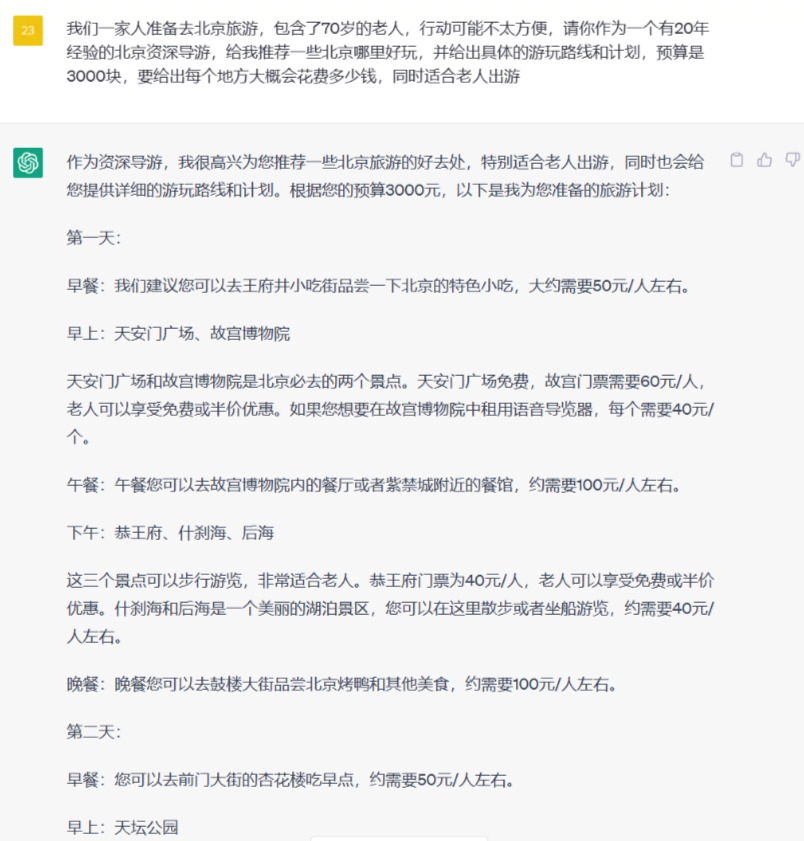 23
我们一家人准备去北京旅游，包含了70岁的老人，行动可能不太方便，请你作为一个有20年
经验的北京资深导游，给我推荐一些北京哪里好玩，并给出具体的游玩路线和计划，预算是
3000块，要给出每个地方大概会花费多少钱，同时适合老人出游
作为资深导游，我很高兴为您推荐一些北京旅游的好去处，特别适合老人出游，同时也会给
您提供详细的游玩路线和计划。根据您的预算3000元，以下是我为您准备的旅游计划：
第一天：
早餐：我们建议您可以去王府井小吃街品尝一下北京的特色小吃，大约需要50元/人左右。
早上：天安门广场、故宫博物院
天安门广场和故宫博物院是北京必去的两个景点。天安门广场免费，故宫门票需要60元/人，
老人可以享受免费或半价优惠。如果您想要在故宫博物院中租用语音导览器，每个需要40元/
个。
午餐：午餐您可以去故宫博物院内的餐厅或者紫禁城附近的餐馆，约需要100元/人左右。
下午：恭王府、什刹海、后海
这三个景点可以步行游览，非常适合老人。恭王府门票为40元/人，老人可以享受免费或半价
优惠。什刹海和后海是一个美丽的湖泊景区，您可以在这里散步或者坐船游览，约需要40元/
人左右。
晚餐：晚餐您可以去鼓楼大街品尝北京烤鸭和其他美食，约需要100元/人左右。
第二天：
早餐：您可以去前门大街的杏花楼吃早点，约需要50元/人左右。
早上：天坛公园